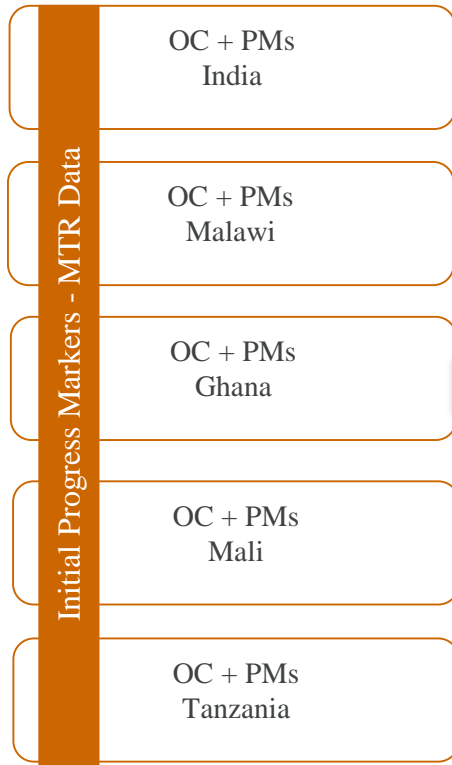 OC + PMs
India
OC + PMs
Malawi
OC + PMs
Ghana
OC + PMs
Mali
OC + PMs
Tanzania
Initial Progress Markers - MTR Data